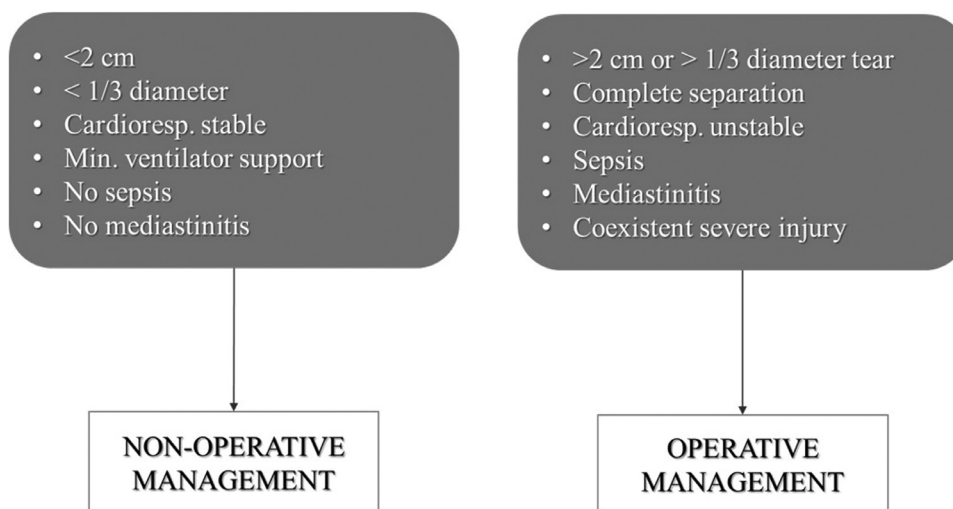 • <2 cm
• < 1/3 diameter
• Cardioresp. stable
• Min. ventilator support
• No sepsis
• No mediastinitis
NON-OPERATIVE
MANAGEMENT
• >2 cm or > 1/3 diameter tear
• Complete separation
• Cardioresp. unstable
• Sepsis
• Mediastinitis
• Coexistent severe injury
OPERATIVE
MANAGEMENT